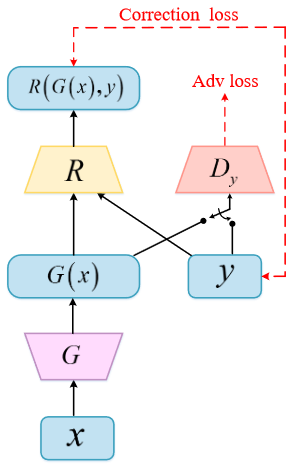 Correction loss
R(G(x), y)
Adv loss
R
D_y
G(x)
y
G
x